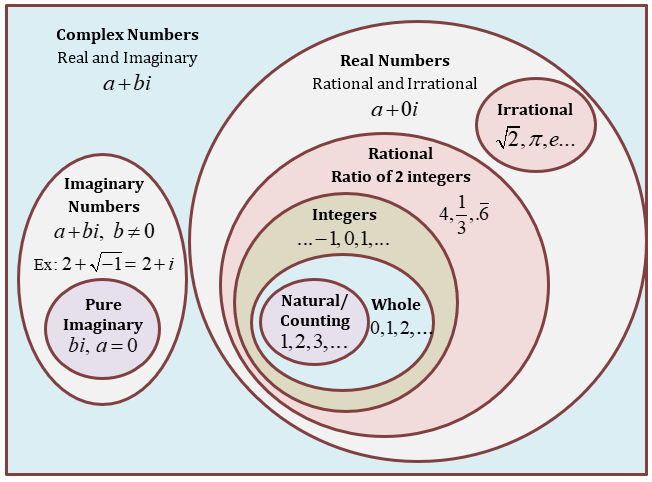 Complex Numbers
Real and Imaginary
a+bi
Real Numbers
Rational and Irrational
a+0i
Irrational
√2, π, e...
Rational
Ratio of 2 integers
4, 1/3, .6̅
Integers
...−1, 0, 1,...
Natural/
Counting
1, 2, 3,...
Whole
0,1, 2,...
Imaginary
Numbers
a+bi, b≠0
Ex: 2+√−1= 2+i
Pure
Imaginary
bi, a=0